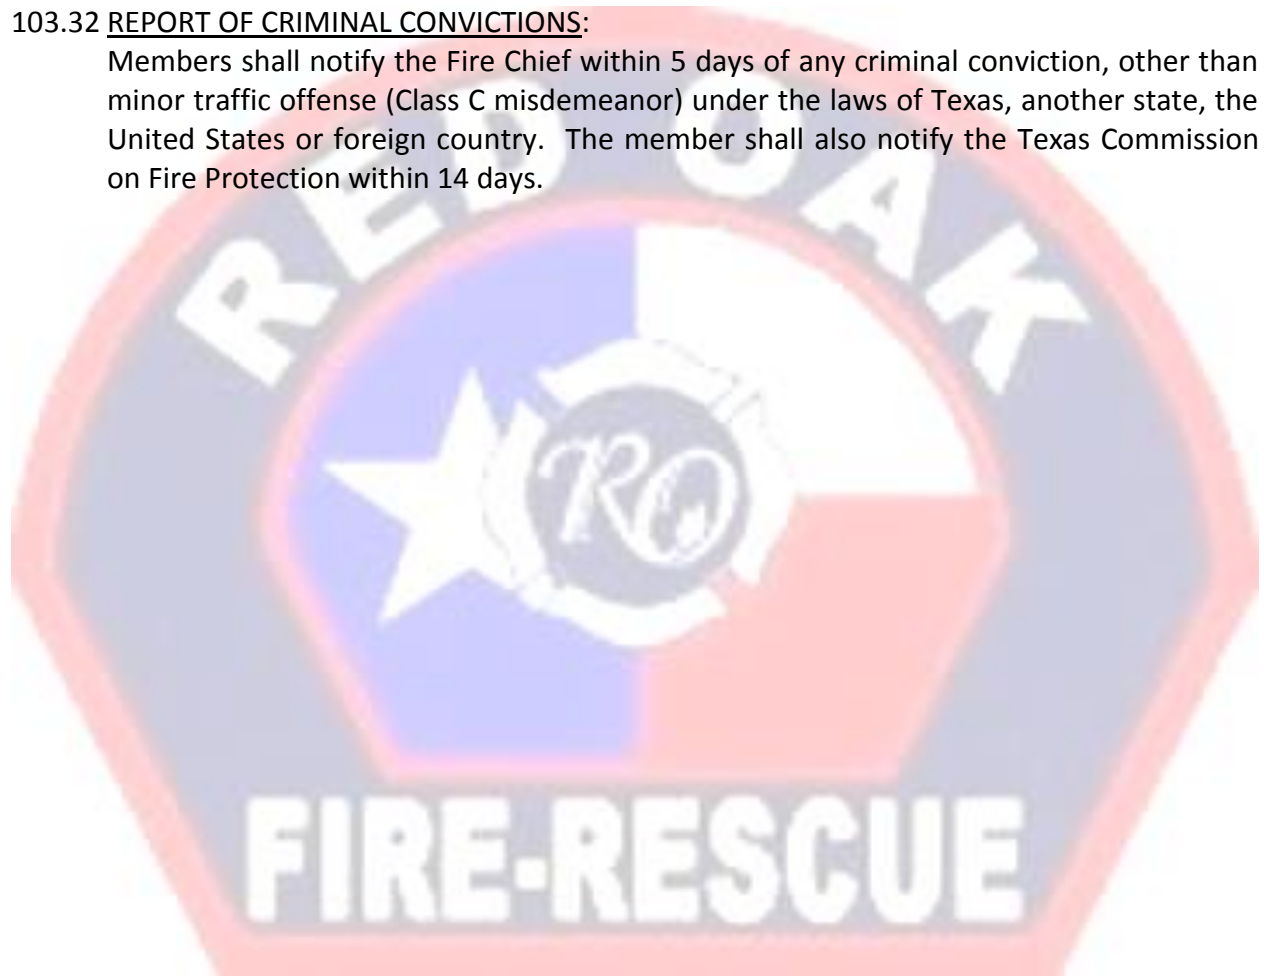 103.32 REPORT OF CRIMINAL CONVICTIONS:
Members shall notify the Fire Chief within 5 days of any criminal conviction, other than
minor traffic offense (Class C misdemeanor) under the laws of Texas, another state, the
United States or foreign country.  The member shall also notify the Texas Commission
on Fire Protection within 14 days.
RED OAK
RO
FIRE-RESCUE